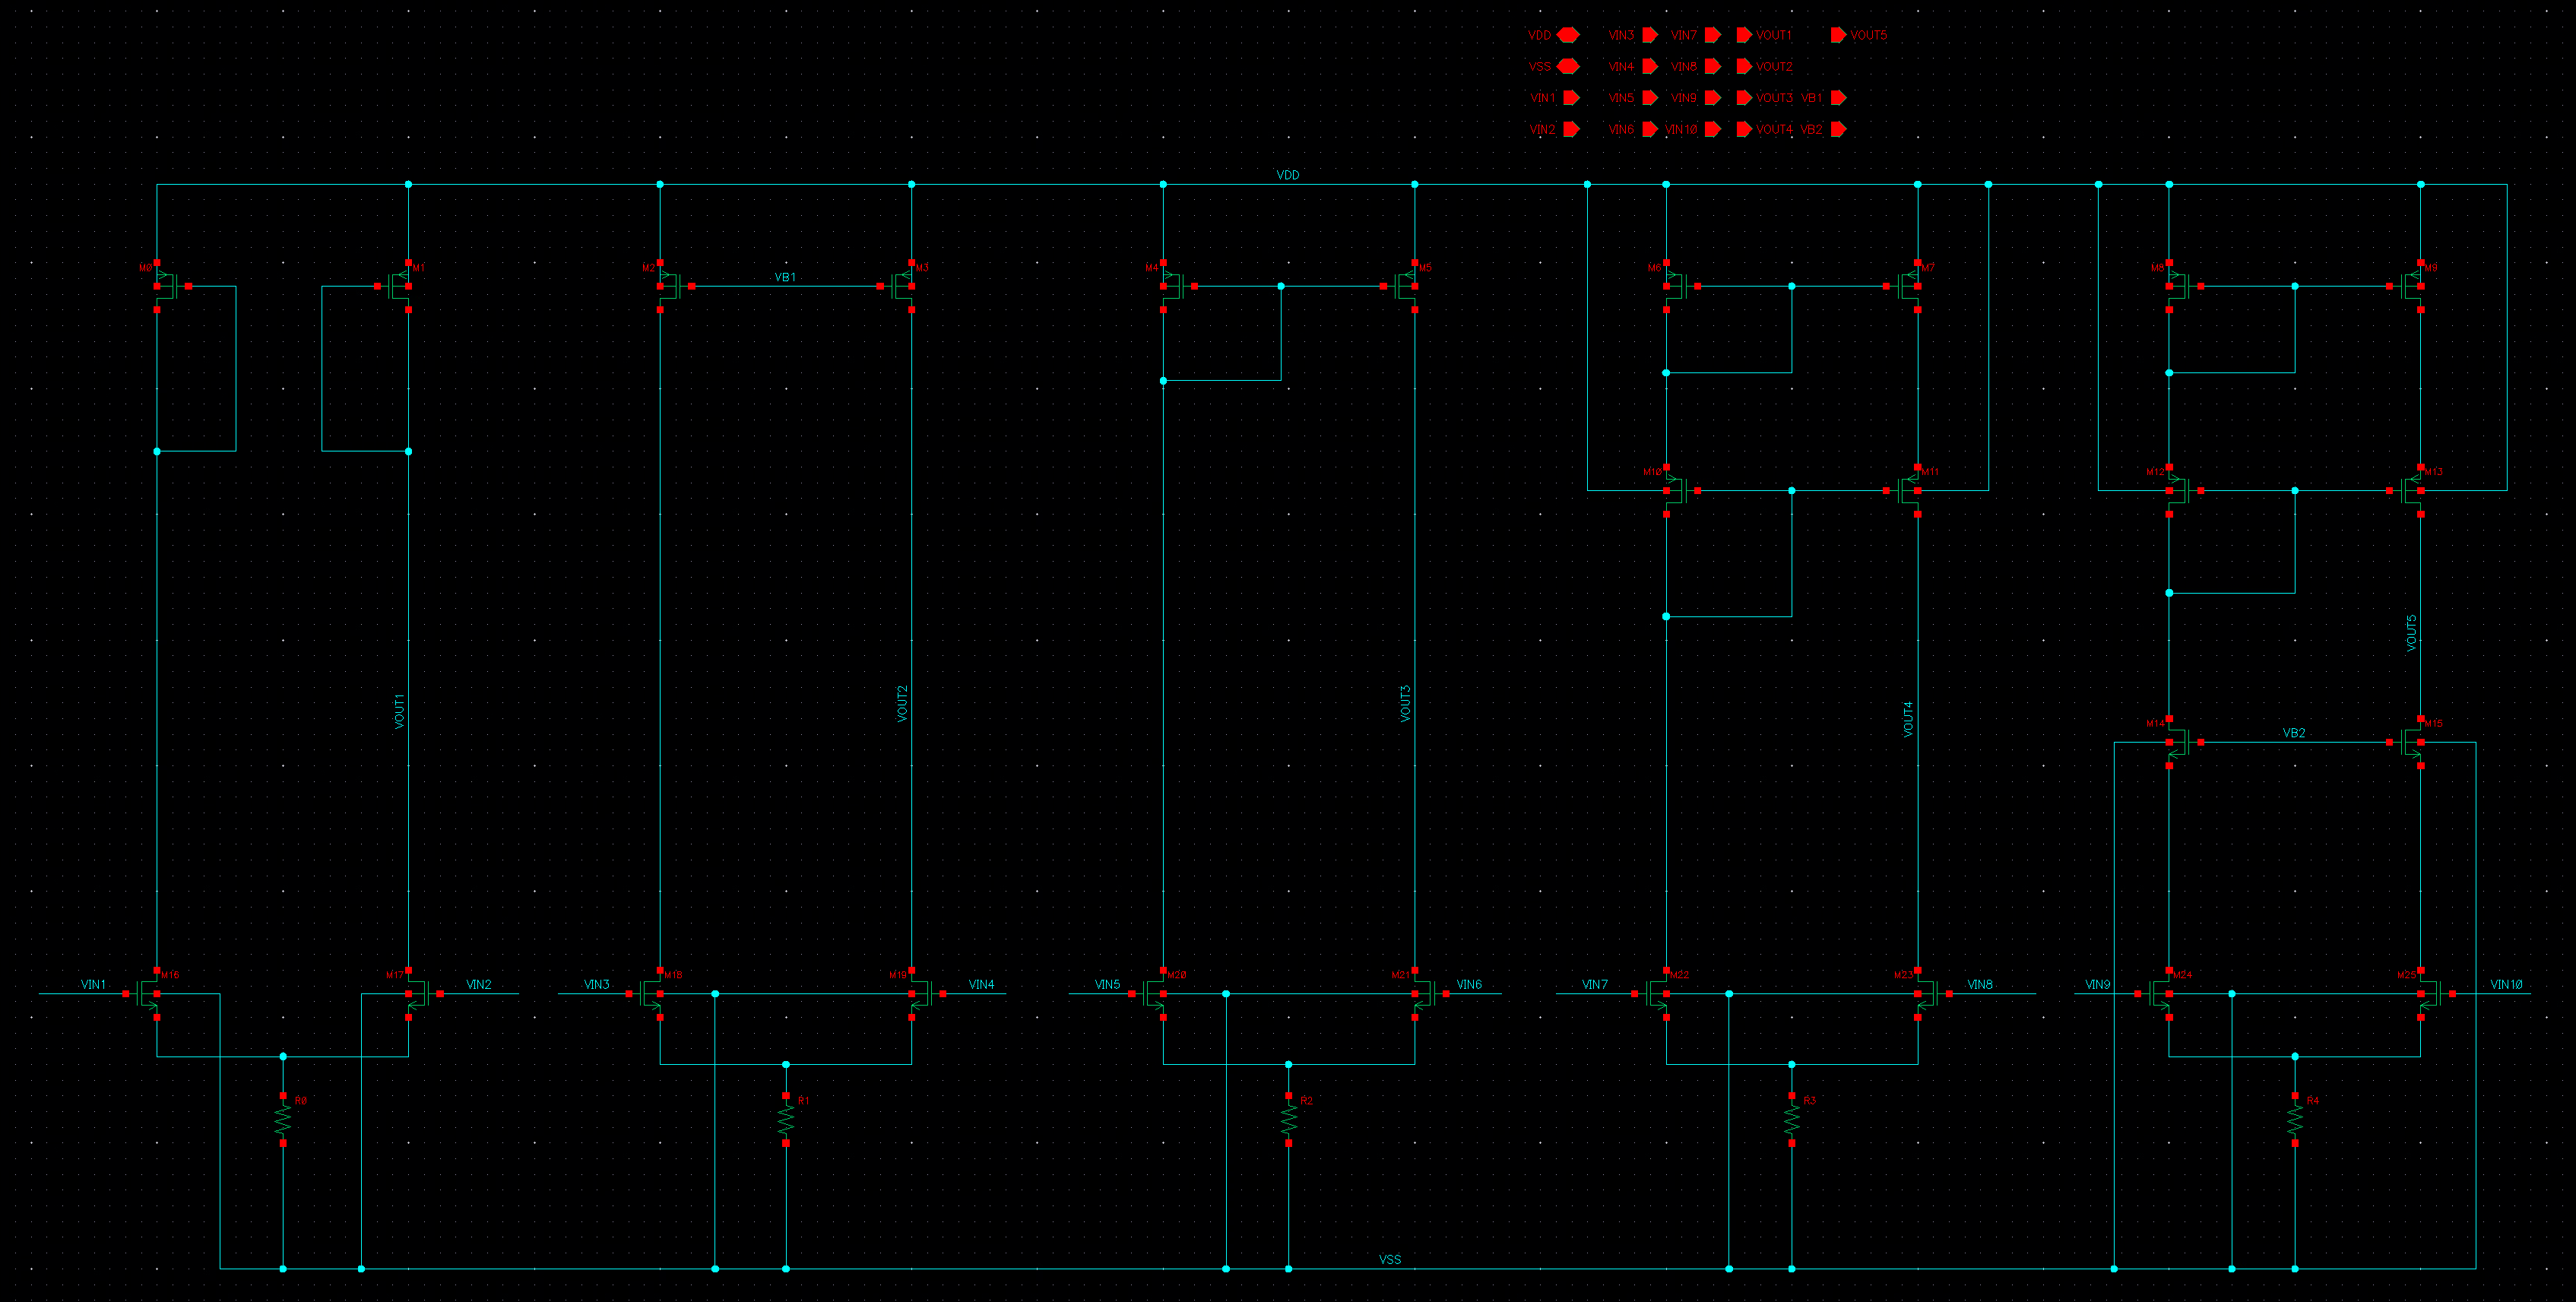 VDD VIN3 VIN7 VOUT1 VOUT5
VSS VIN4 VIN8 VOUT2
VIN1 VIN5 VIN9 VOUT3 VB1
VIN2 VIN6 VIN10 VOUT4 VB2
VDD
M0 M1 M2 M3 M4 M5 M6 M7 M8 M9
VB1
M10 M11 M12 M13
VOUT5
VOUT1 VOUT2 VOUT3 VOUT4
M14 M15
VB2
M16 M17 M18 M19 M20 M21 M22 M23 M24 M25
VIN1 VIN2 VIN3 VIN4 VIN5 VIN6 VIN7 VIN8 VIN9 VIN10
R0 R1 R2 R3 R4
VSS